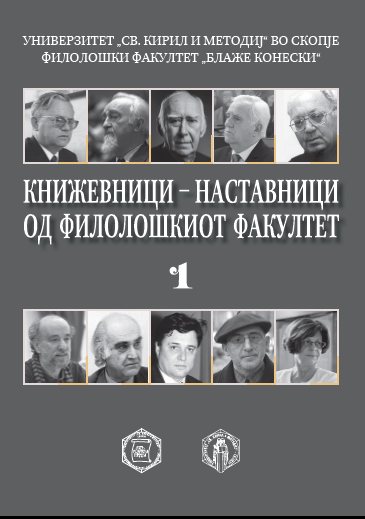 УНИВЕРЗИТЕТ „СВ. КИРИЛ И МЕТОДИЈ“ ВО СКОПЈЕ
ФИЛОЛОШКИ ФАКУЛТЕТ „БЛАЖЕ КОНЕСКИ“
КНИЖЕВНИЦИ – НАСТАВНИЦИ
ОД ФИЛОЛОШКИОТ ФАКУЛТЕТ
1